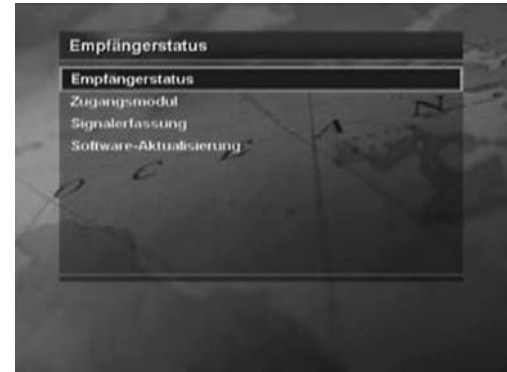 Empfängerstatus
Empfängerstatus
Zugangsmodul
Signalerfassung
Software-Aktualisierung
O C E A N